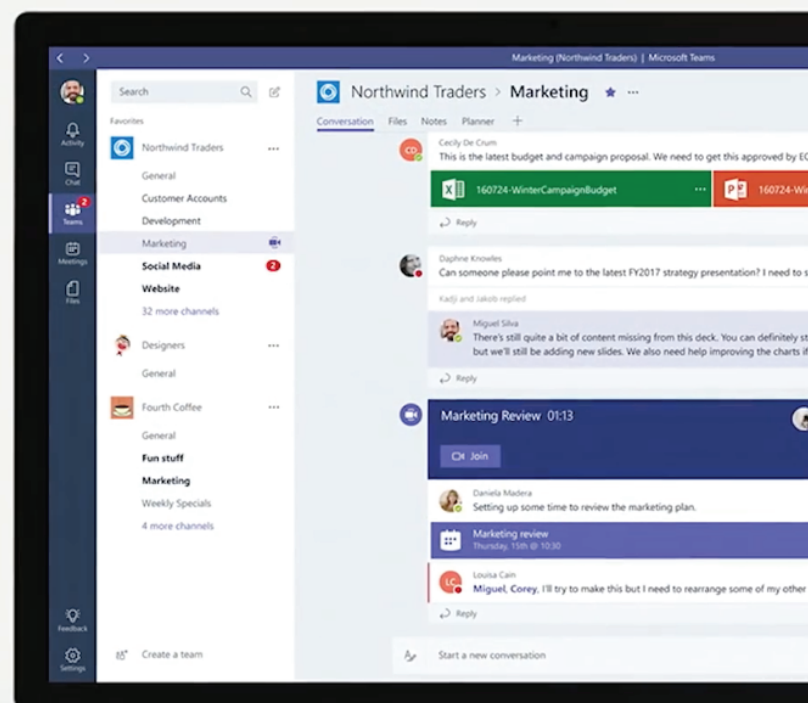 Marketing (Northwind Traders) | Microsoft Teams
Search
Northwind Traders > Marketing
Favorites
Conversation Files Notes Planner
Activity
Chat
2
Teams
Meetings
Files
Feedback
Settings
Northwind Traders
General
Customer Accounts
Development
Marketing
Social Media 2
Website
32 more channels
Designers
General
Fourth Coffee
General
Fun stuff
Marketing
Weekly Specials
4 more channels
Create a team
CD
Cecily De Crum
This is the latest budget and campaign proposal. We need to get this approved by
160724-WinterCampaignBudget
160724-Wi
Reply
Daphne Knowles
Can someone please point me to the latest FY2017 strategy presentation? I need to
Kadji and Jakob replied
Miguel Silva
There's still quite a bit of content missing from this deck. You can definitely
but we'll still be adding new slides. We also need help improving the charts
Reply
Marketing Review 01:13
Join
Daniela Madera
Setting up some time to review the marketing plan.
Marketing review
Thursday, 15th @ 10:30
LC
Louisa Cain
Miguel, Corey, I'll try to make this but I need to rearrange some of my other
Reply
Start a new conversation